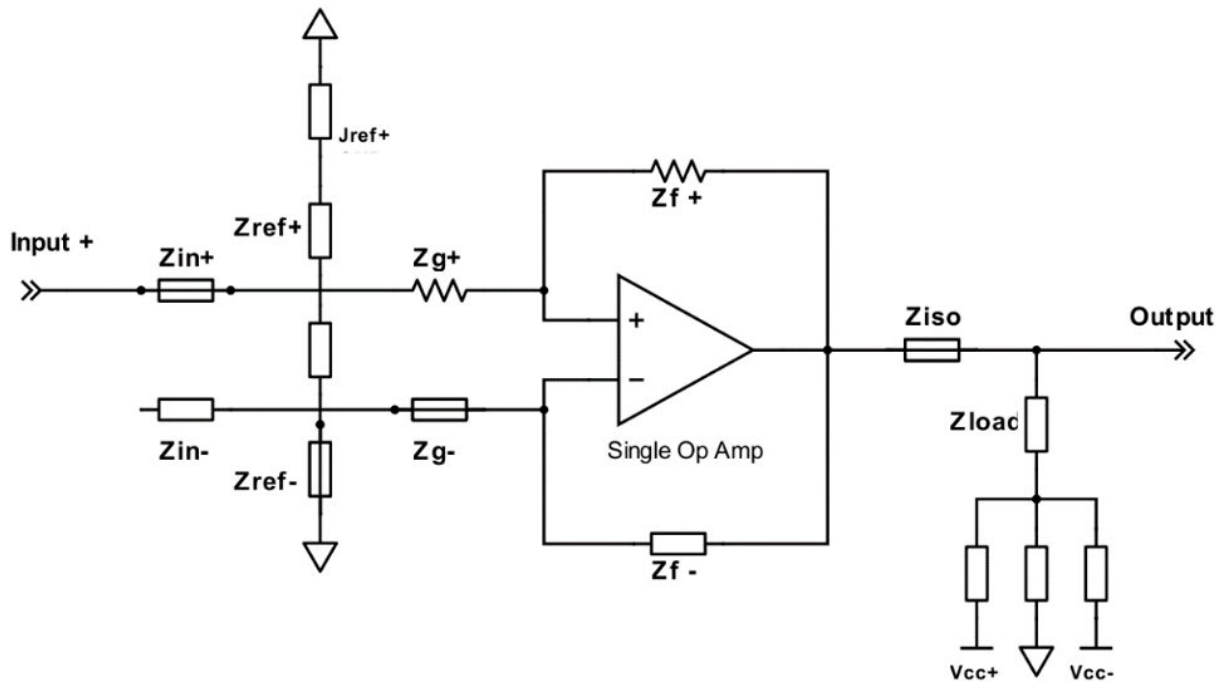 Jref+
Zref+
Input +
Zin+
Zg+
Zf +
+
−
Ziso
Output
Zin-
Zref-
Zg-
Single Op Amp
Zload
Zf -
Vcc+
Vcc-